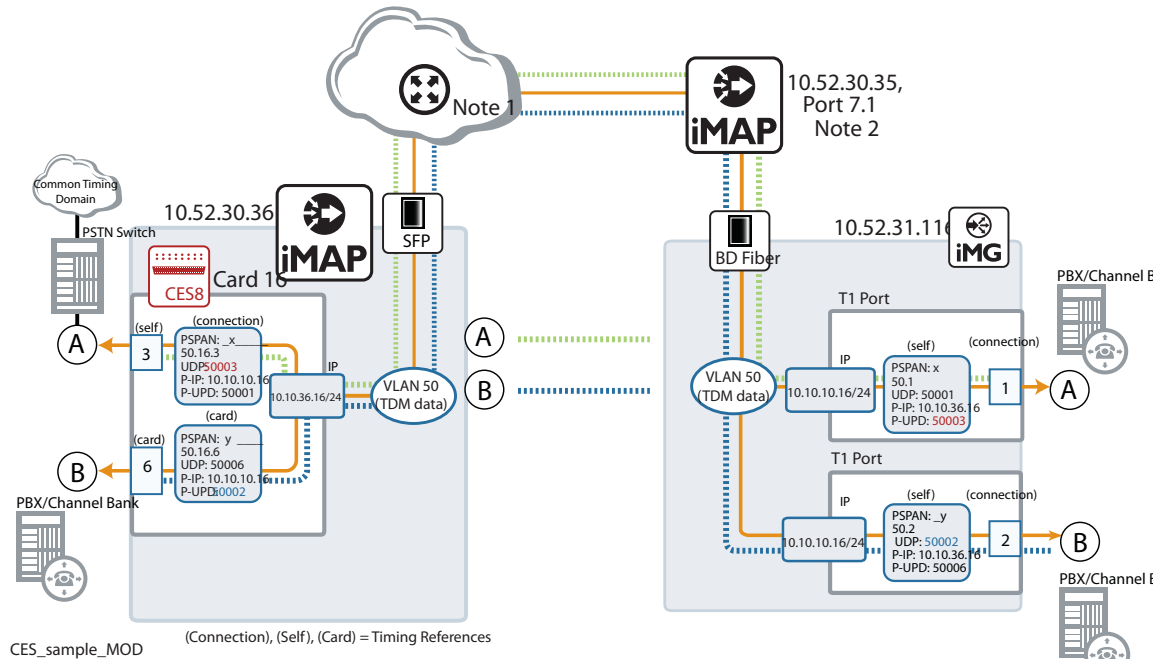 Note 1
iMAP
10.52.30.35,
Port 7.1
Note 2
Common Timing
Domain
PSTN Switch
10.52.30.36
iMAP
SFP
CES8
Card 16
(self)
3
(connection)
PSPAN: _x_____
50.16.3
UDP:50003
P-IP: 10.10.10.16
P-UPD: 50001
A
IP
10.10.36.16/24
VLAN 50
(TDM data)
(card)
6
(card)
PSPAN: y ____
50.16.6
UDP: 50006
P-IP: 10.10.10.16
P-UPD:50002
B
PBX/Channel Bank
A
B
BD Fiber
10.52.31.116
iMG
PBX/Channel B
T1 Port
IP
(self)
(connection)
VLAN 50
(TDM data)
10.10.10.16/24
PSPAN: x
50.1
UDP: 50001
P-IP: 10.10.36.16
P-UPD: 50003
1
A
T1 Port
IP
(self)
(connection)
10.10.10.16/24
PSPAN: _y
50.2
UDP: 50002
P-IP: 10.10.36.16
P-UPD: 50006
2
B
PBX/Channel B
(Connection), (Self), (Card) = Timing References
CES_sample_MOD